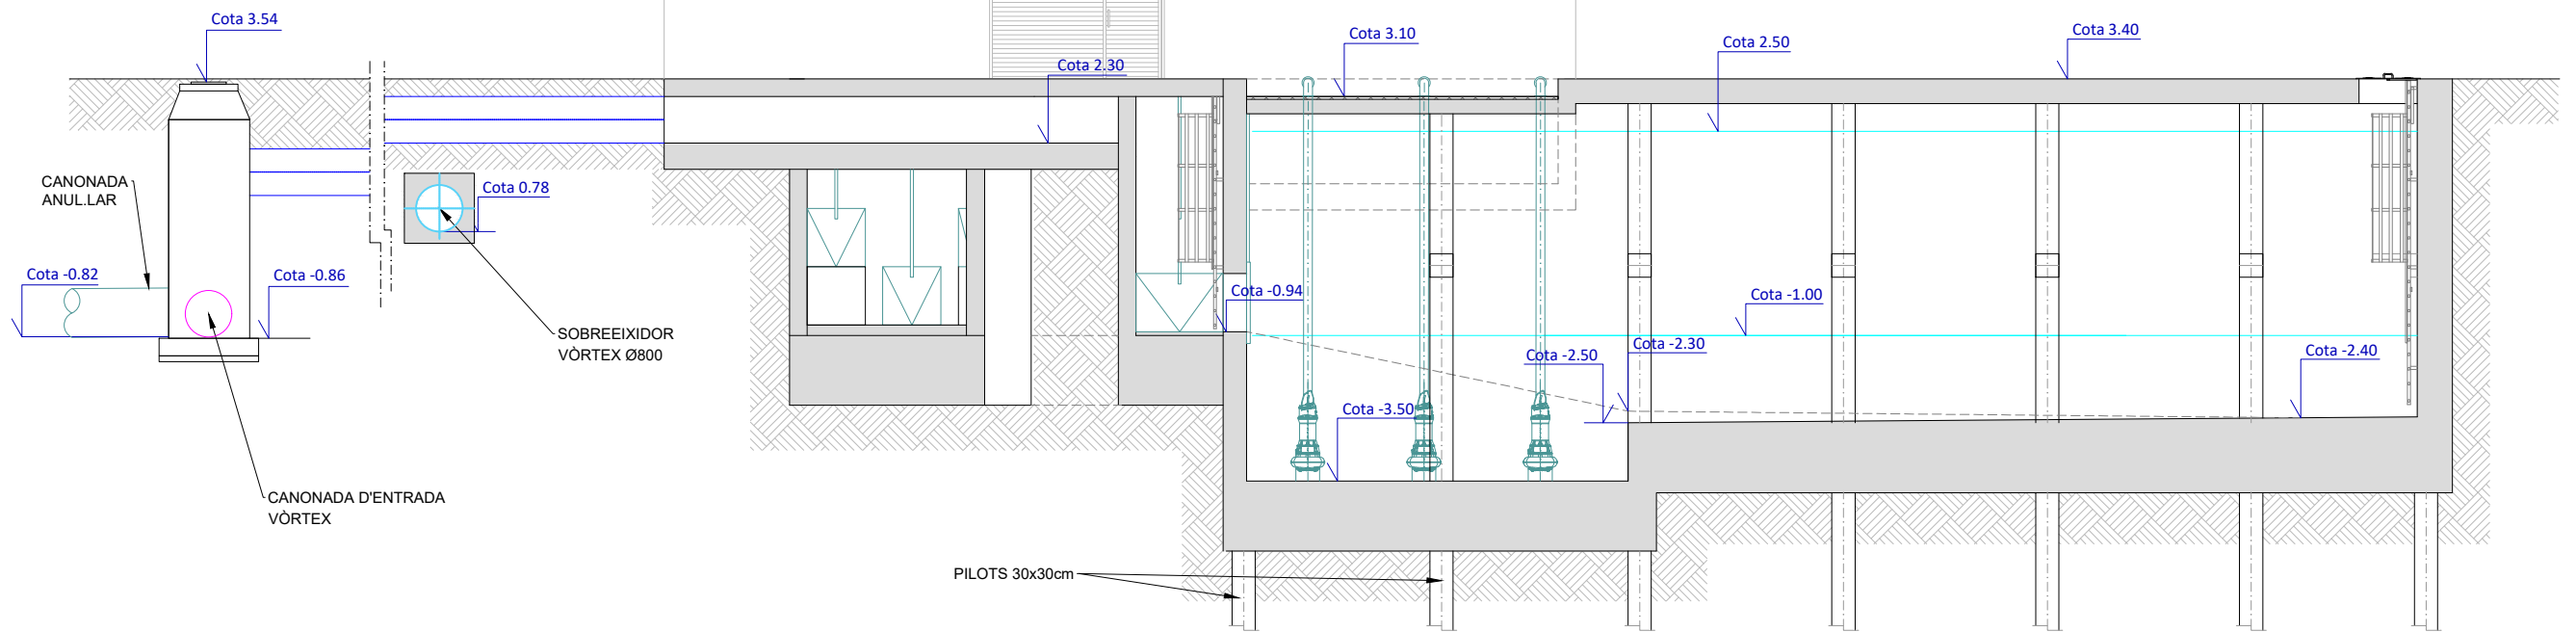 Cota 3.54
Cota 3.10
Cota 2.50
Cota 3.40
Cota 2.30
CANONADA
ANUL.LAR
Cota 0.78
Cota -0.82
Cota -0.86
Cota -0.94
Cota -1.00
SOBREEIXIDOR
VÒRTEX Ø800
Cota -2.50
Cota -2.30
Cota -2.40
Cota -3.50
CANONADA D'ENTRADA
VÒRTEX
PILOTS 30x30cm